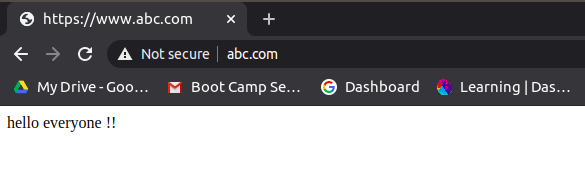 https://www.abc.com
Not secure abc.com
My Drive - Goo... Boot Camp Se... Dashboard Learning | Das...
hello everyone !!